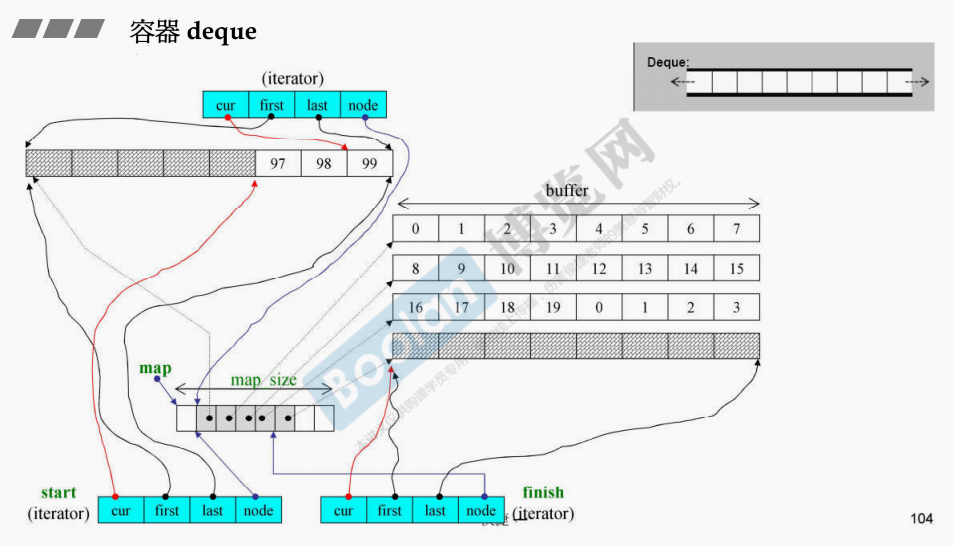 容器 deque
Deque:
(iterator)
cur first last node
97 98 99
buffer
0 1 2 3 4 5 6 7
8 9 10 11 12 13 14 15
16 17 18 19 0 1 2 3
map
map size
start
(iterator)
cur first last node
cur first last node
finish
(iterator)
104
Boolan
博览网